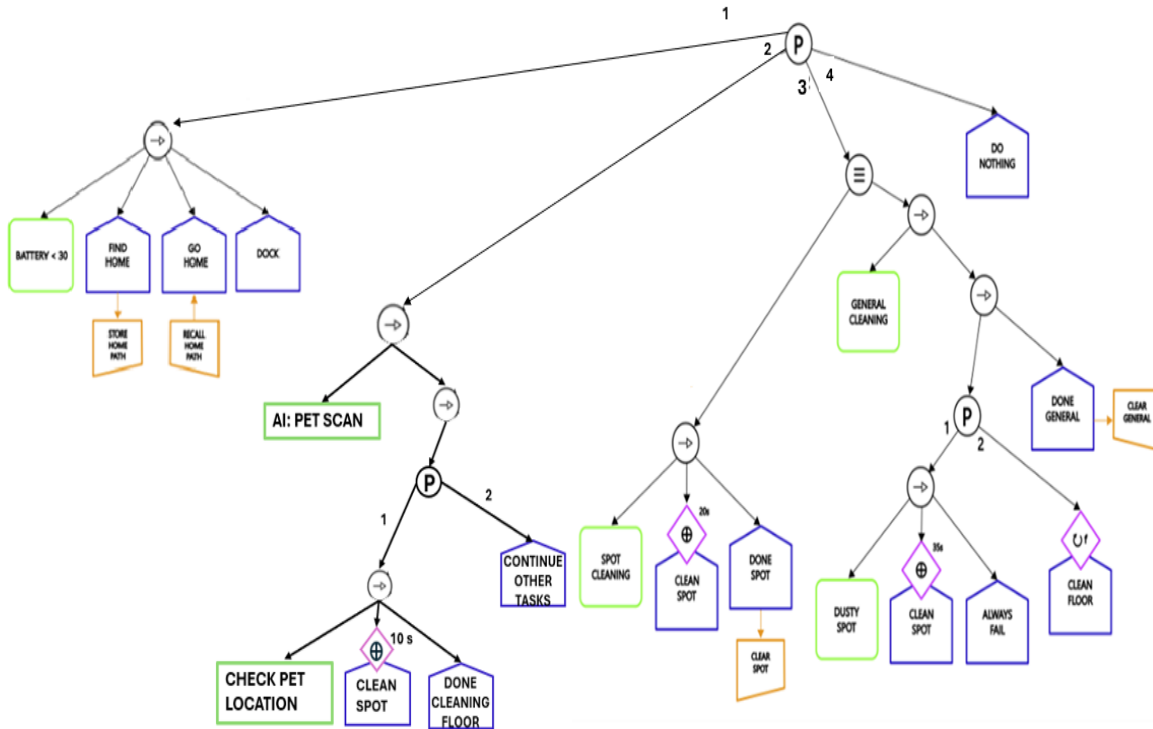 1
P
2
3
4
DO
NOTHING
BATTERY < 30
FIND
HOME
GO
HOME
DOCK
STORE
HOME
PATH
RECALL
HOME
PATH
GENERAL
CLEANING
AI: PET SCAN
P
1
2
CONTINUE
OTHER
TASKS
10 s
CHECK PET
LOCATION
CLEAN
SPOT
DONE
CLEANING
FLOOR
SPOT
CLEANING
20s
CLEAN
SPOT
DONE
SPOT
CLEAR
SPOT
DONE
GENERAL
CLEAR
GENERAL
P
1
2
DUSTY
SPOT
35s
CLEAN
SPOT
ALWAYS
FAIL
f
CLEAN
FLOOR